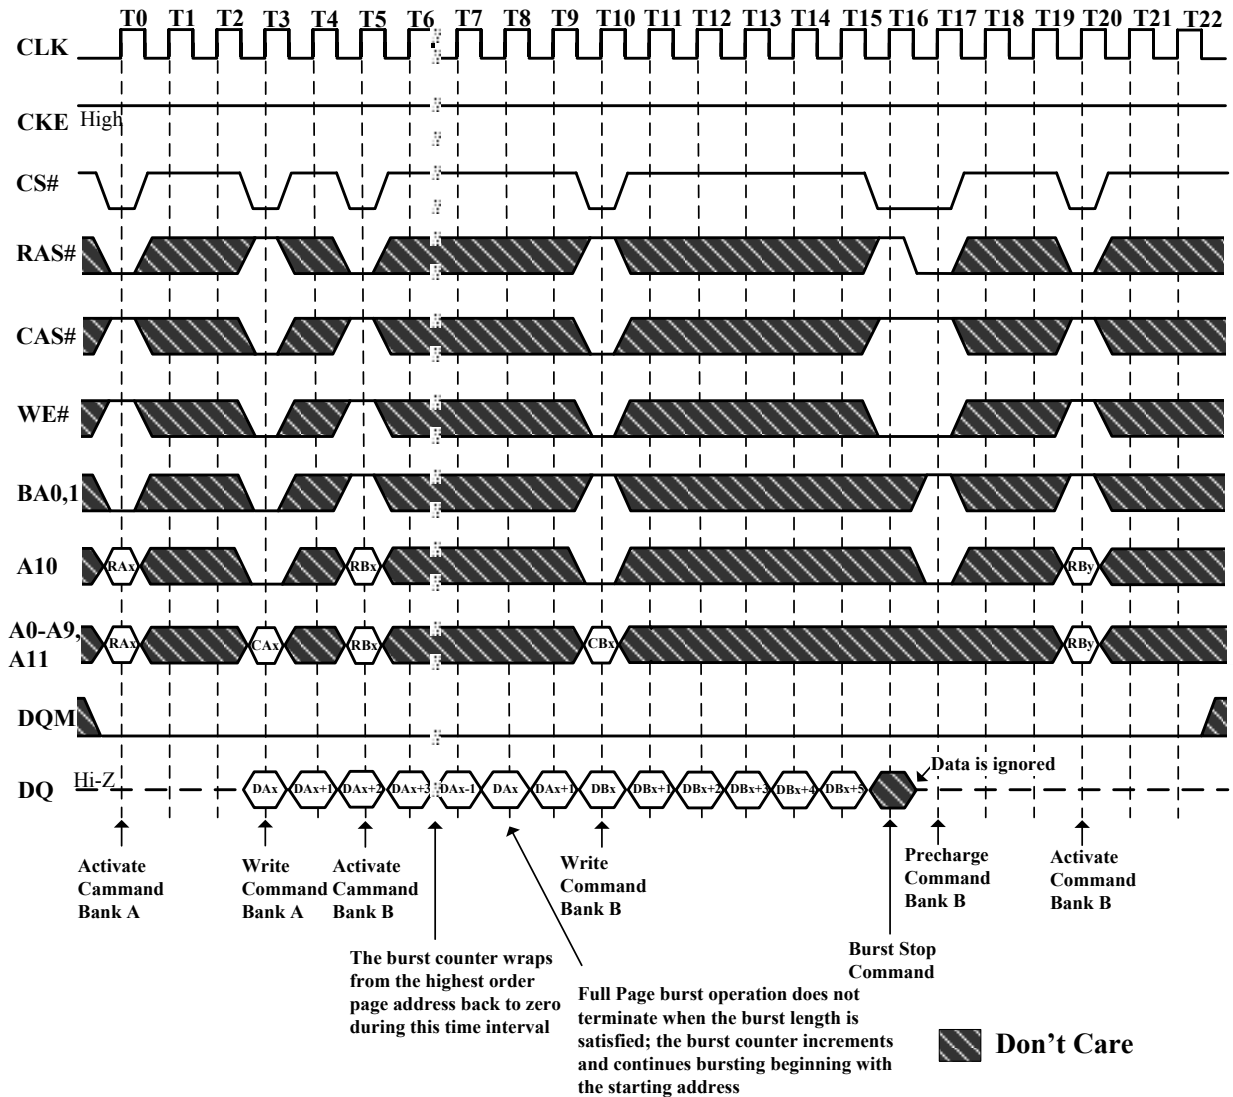 T0 T1 T2 T3 T4 T5 T6 T7 T8 T9 T10 T11 T12 T13 T14 T15 T16 T17 T18 T19 T20 T21 T22
CLK
CKE High
CS#
RAS#
CAS#
WE#
BA0,1
A10 RAx RBx RBy
A0-A9,
A11
RAx CAx RBx CBx RBy
DQM
Data is ignored
DQ Hi-Z DAx DAx+1 DAx+2 DAx+3 DAx-1 DAx DAx+1 DBx DBx+1 DBx+2 DBx+3 DBx+4 DBx+5
Activate
Cammand
Bank A
Write
Command
Bank A
Activate
Cammand
Bank B
Write
Command
Bank B
Precharge
Command
Bank B
Activate
Command
Bank B
Burst Stop
Command
The burst counter wraps
from the highest order
page address back to zero
during this time interval
Full Page burst operation does not
terminate when the burst length is
satisfied; the burst counter increments
and continues bursting beginning with
the starting address
Don't Care